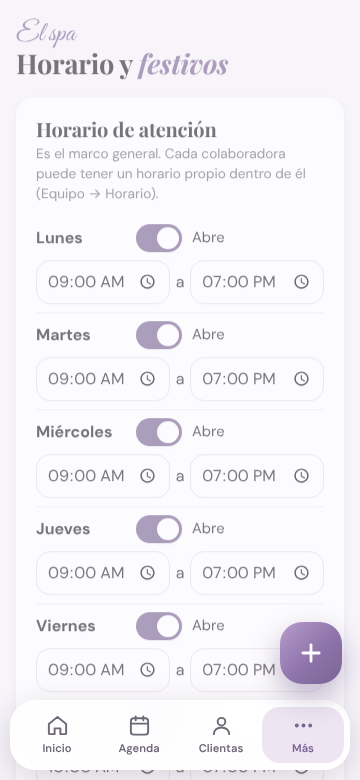 El spa
Horario y festivos
Horario de atención
Es el marco general. Cada colaboradora
puede tener un horario propio dentro de él
(Equipo → Horario).
Lunes Abre
09:00 AM a 07:00 PM
Martes Abre
09:00 AM a 07:00 PM
Miércoles Abre
09:00 AM a 07:00 PM
Jueves Abre
09:00 AM a 07:00 PM
Viernes Abre
09:00 AM a 07:00 PM
Inicio Agenda Clientas Más